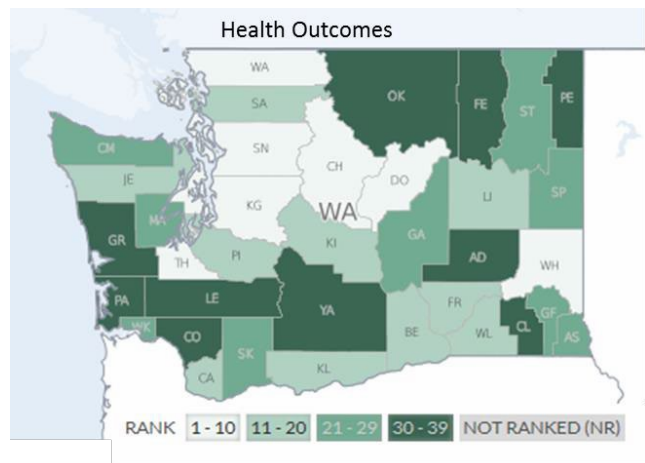 Health Outcomes
WA
OK
FE
ST
PE
SA
CM
SN
CH
DO
JE
LI
SP
MA
KG
WA
GA
GR
TH
PI
KI
AD
WH
PA
LE
YA
FR
GF
WK
CO
BE
WL
CL
AS
SK
CA
KL
RANK 1 - 10 11 - 20 21 - 29 30 - 39 NOT RANKED (NR)